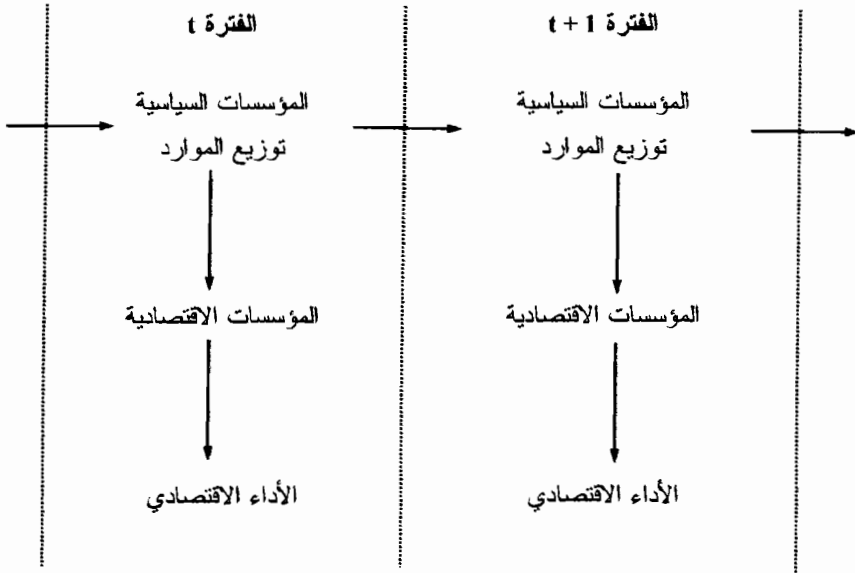 الفترة t
الفترة t + 1
المؤسسات السياسية
توزيع الموارد
المؤسسات السياسية
توزيع الموارد
المؤسسات الاقتصادية
المؤسسات الاقتصادية
الأداء الاقتصادي
الأداء الاقتصادي